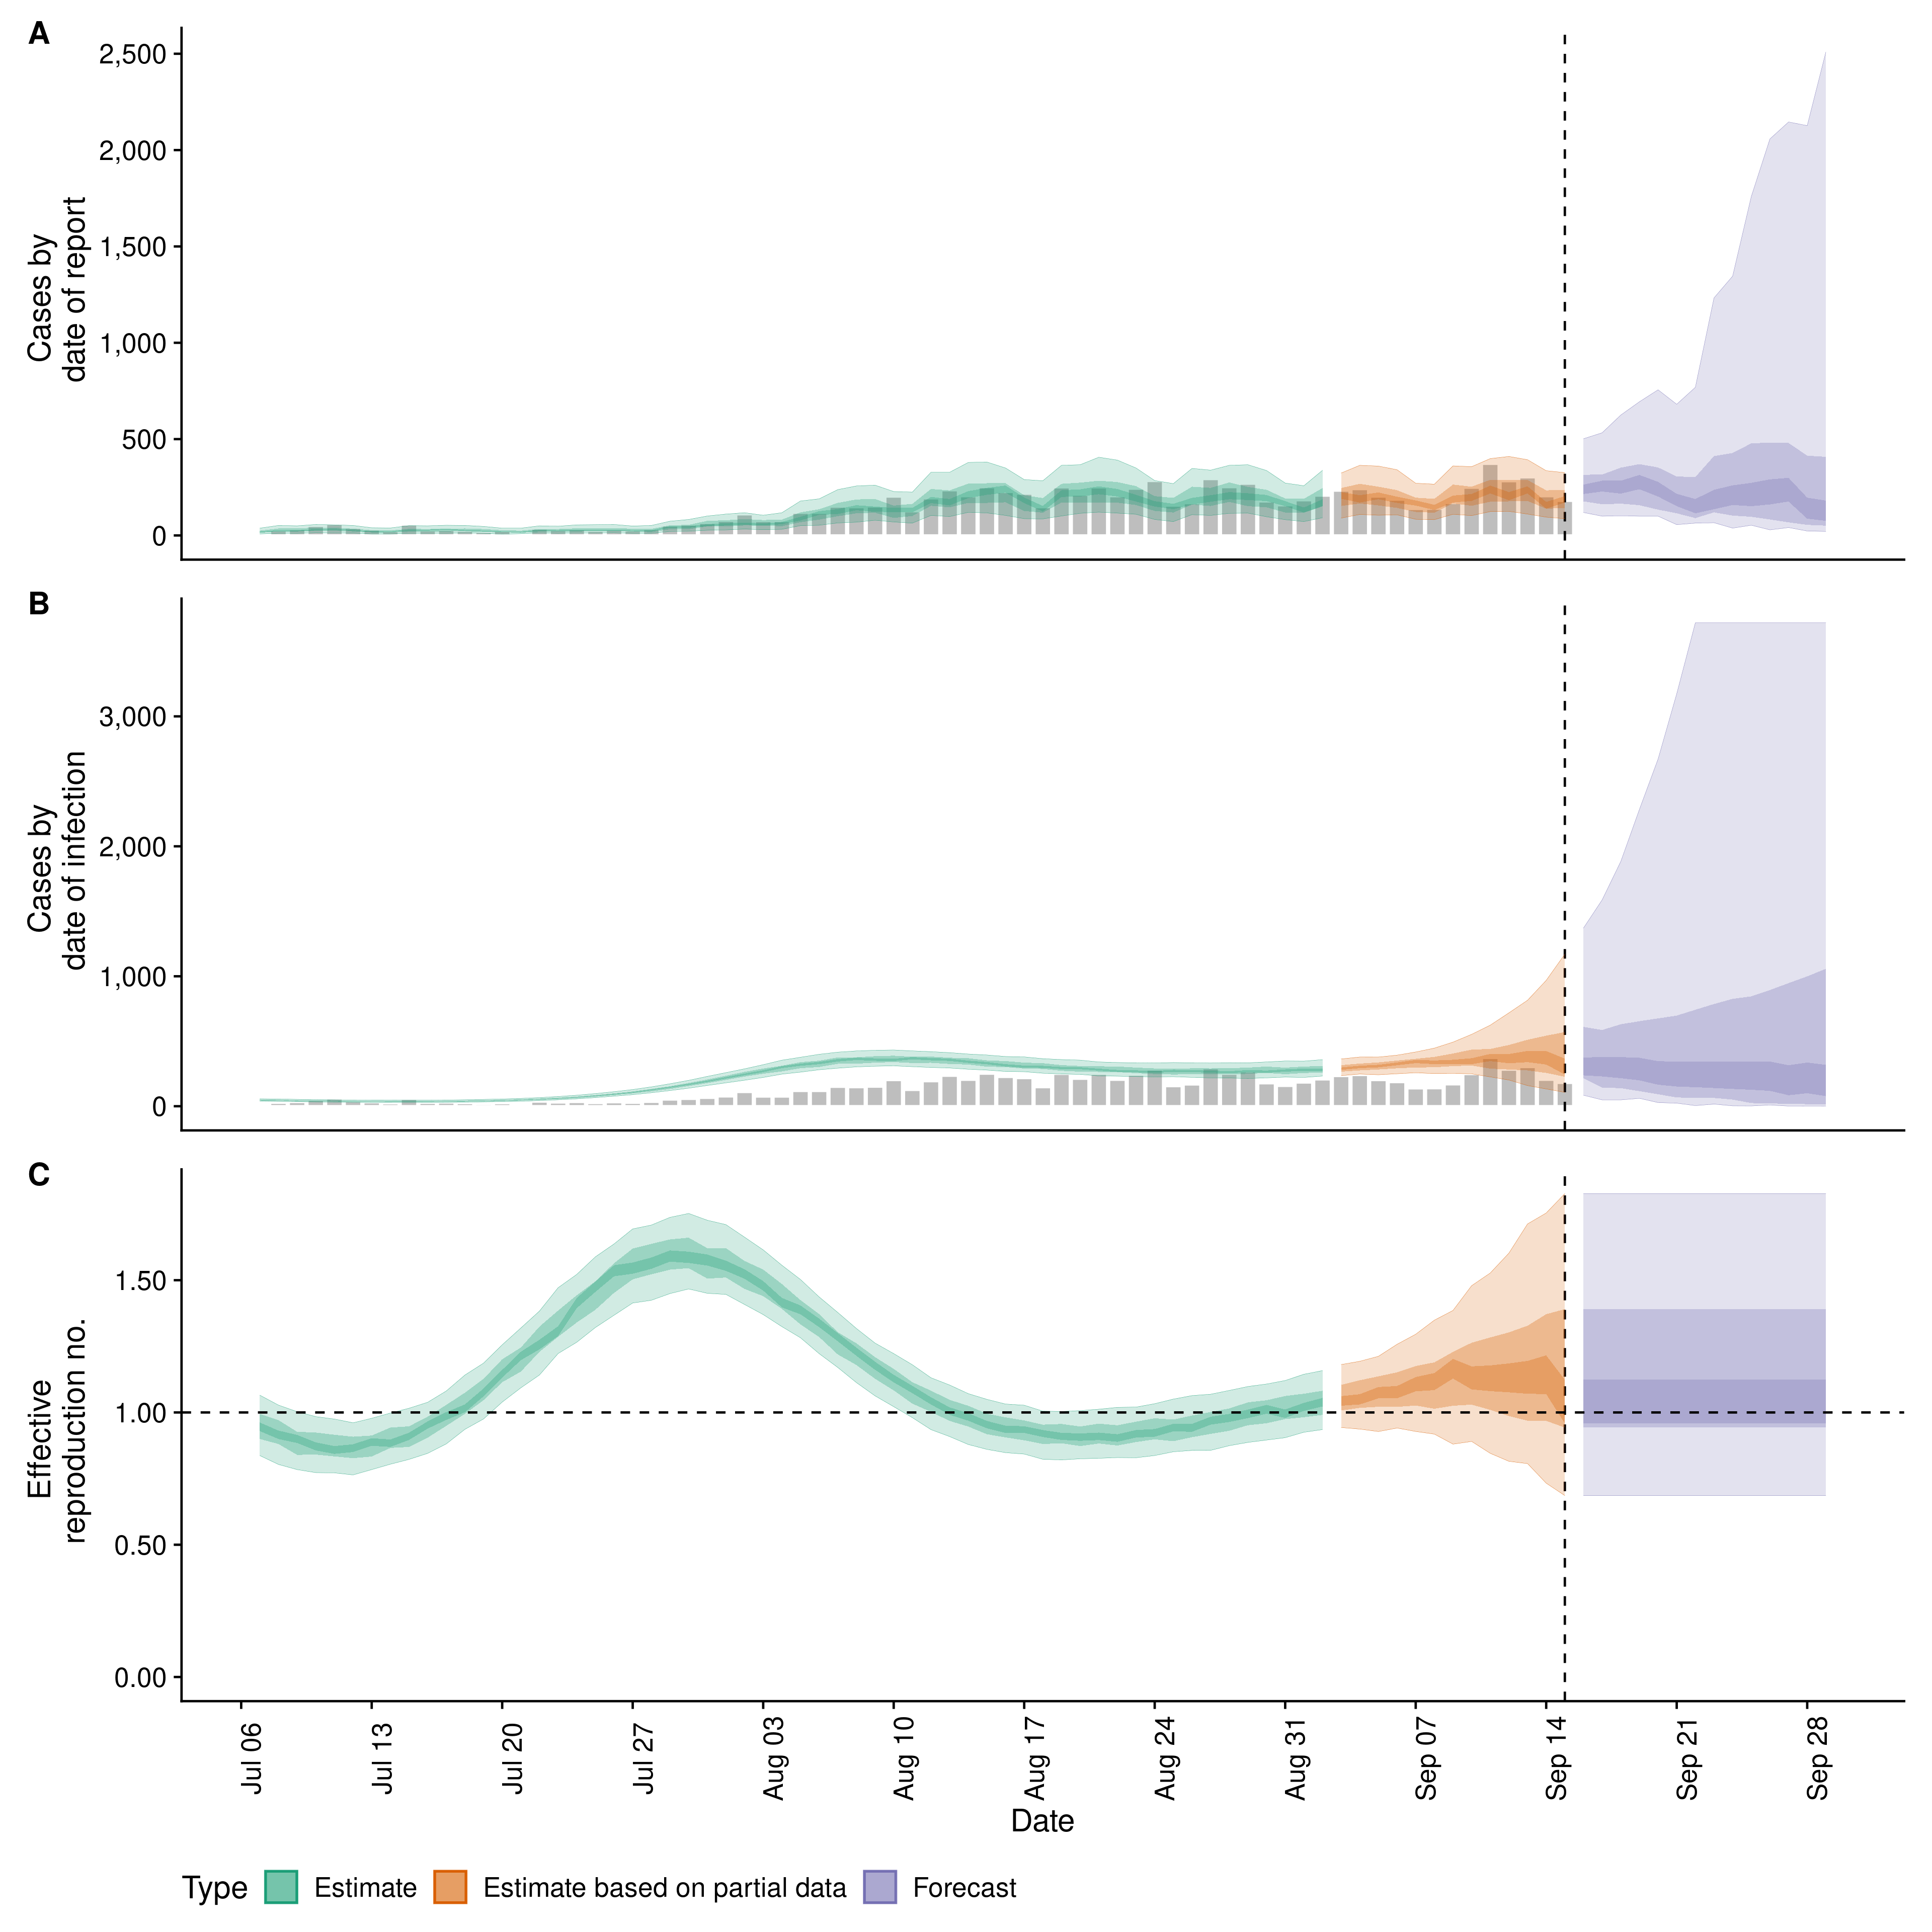 A
Cases by
date of report
2,500
2,000
1,500
1,000
500
0
B
Cases by
date of infection
3,000
2,000
1,000
0
C
Effective
reproduction no.
1.50
1.00
0.50
0.00
Jul 06
Jul 13
Jul 20
Jul 27
Aug 03
Aug 10
Aug 17
Aug 24
Aug 31
Sep 07
Sep 14
Sep 21
Sep 28
Date
Type Estimate Estimate based on partial data Forecast